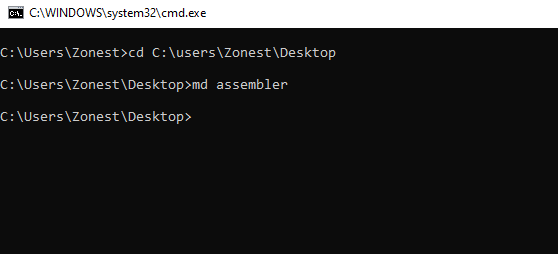 C:\WINDOWS\system32\cmd.exe
C:\Users\Zonest>cd C:\users\Zonest\Desktop
C:\Users\Zonest\Desktop>md assembler
C:\Users\Zonest\Desktop>